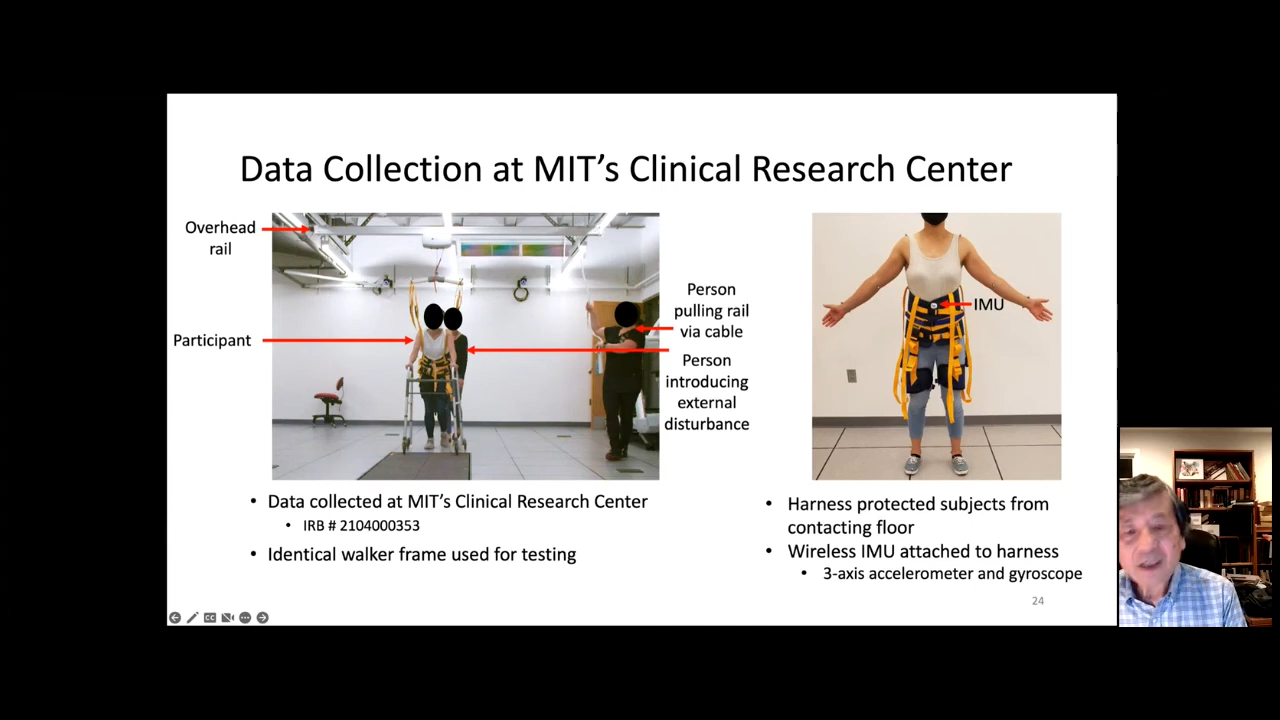 Data Collection at MIT's Clinical Research Center
Overhead
rail
Participant
Person
pulling rail
via cable
Person
introducing
external
disturbance
IMU
• Data collected at MIT's Clinical Research Center
• IRB # 2104000353
• Identical walker frame used for testing
• Harness protected subjects from
contacting floor
• Wireless IMU attached to harness
• 3-axis accelerometer and gyroscope
24
CC